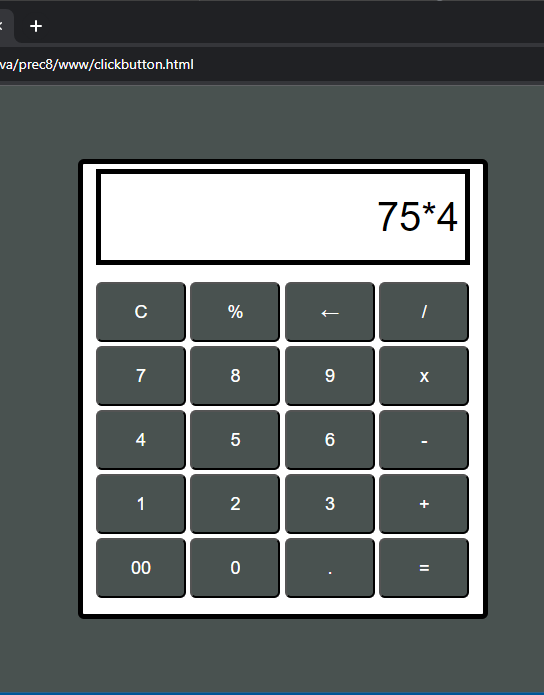 va/prec8/www/clickbutton.html
75*4
C % ← /
7 8 9 x
4 5 6 -
1 2 3 +
00 0 . =